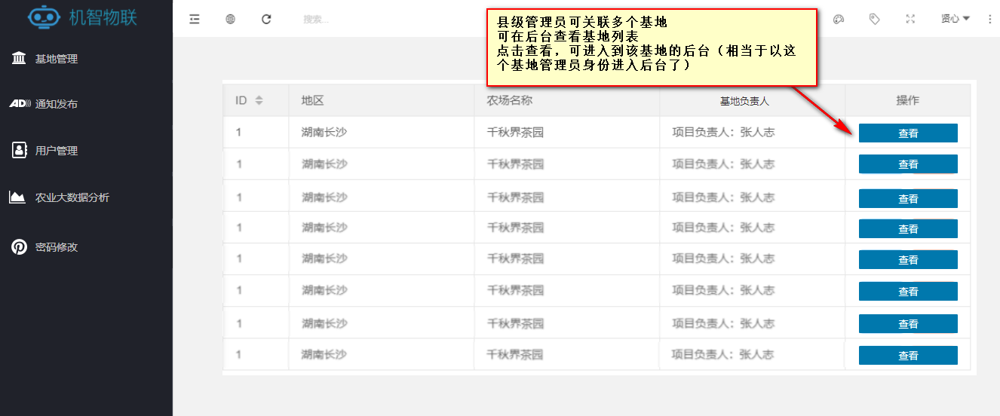 机智物联
搜索...
贤心
县级管理员可关联多个基地
可在后台查看基地列表
点击查看，可进入到该基地的后台（相当于以这
个基地管理员身份进入后台了）
基地管理
AD 通知发布
用户管理
农业大数据分析
密码修改
ID 地区 农场名称 基地负责人 操作
1 湖南长沙 千秋界茶园 项目负责人：张人志 查看
1 湖南长沙 千秋界茶园 项目负责人：张人志 查看
1 湖南长沙 千秋界茶园 项目负责人：张人志 查看
1 湖南长沙 千秋界茶园 项目负责人：张人志 查看
1 湖南长沙 千秋界茶园 项目负责人：张人志 查看
1 湖南长沙 千秋界茶园 项目负责人：张人志 查看
1 湖南长沙 千秋界茶园 项目负责人：张人志 查看
1 湖南长沙 千秋界茶园 项目负责人：张人志 查看